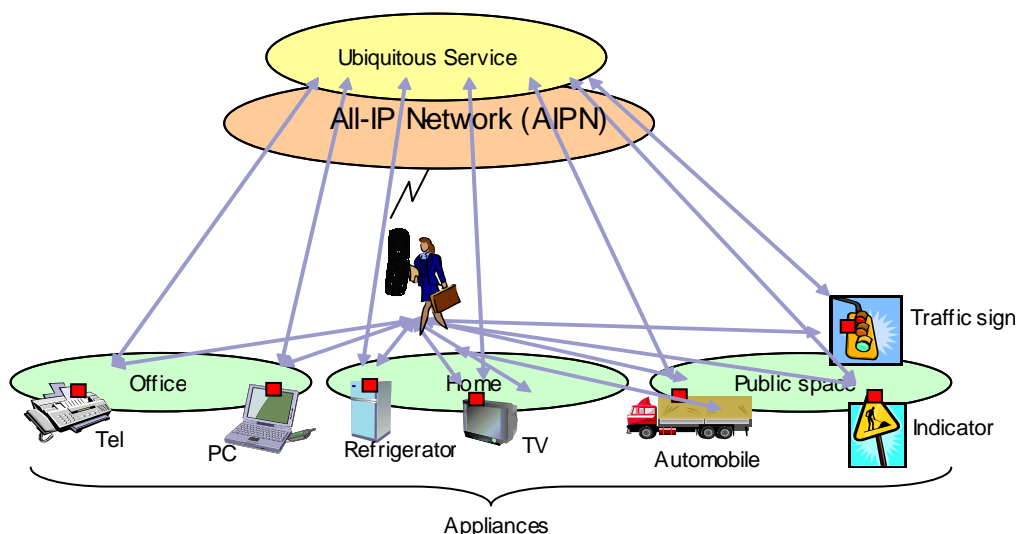 Ubiquitous Service
All-IP Network (AIPN)
Traffic sign
Office
Home
Public space
Tel
PC
Refrigerator
TV
Automobile
Indicator
Appliances